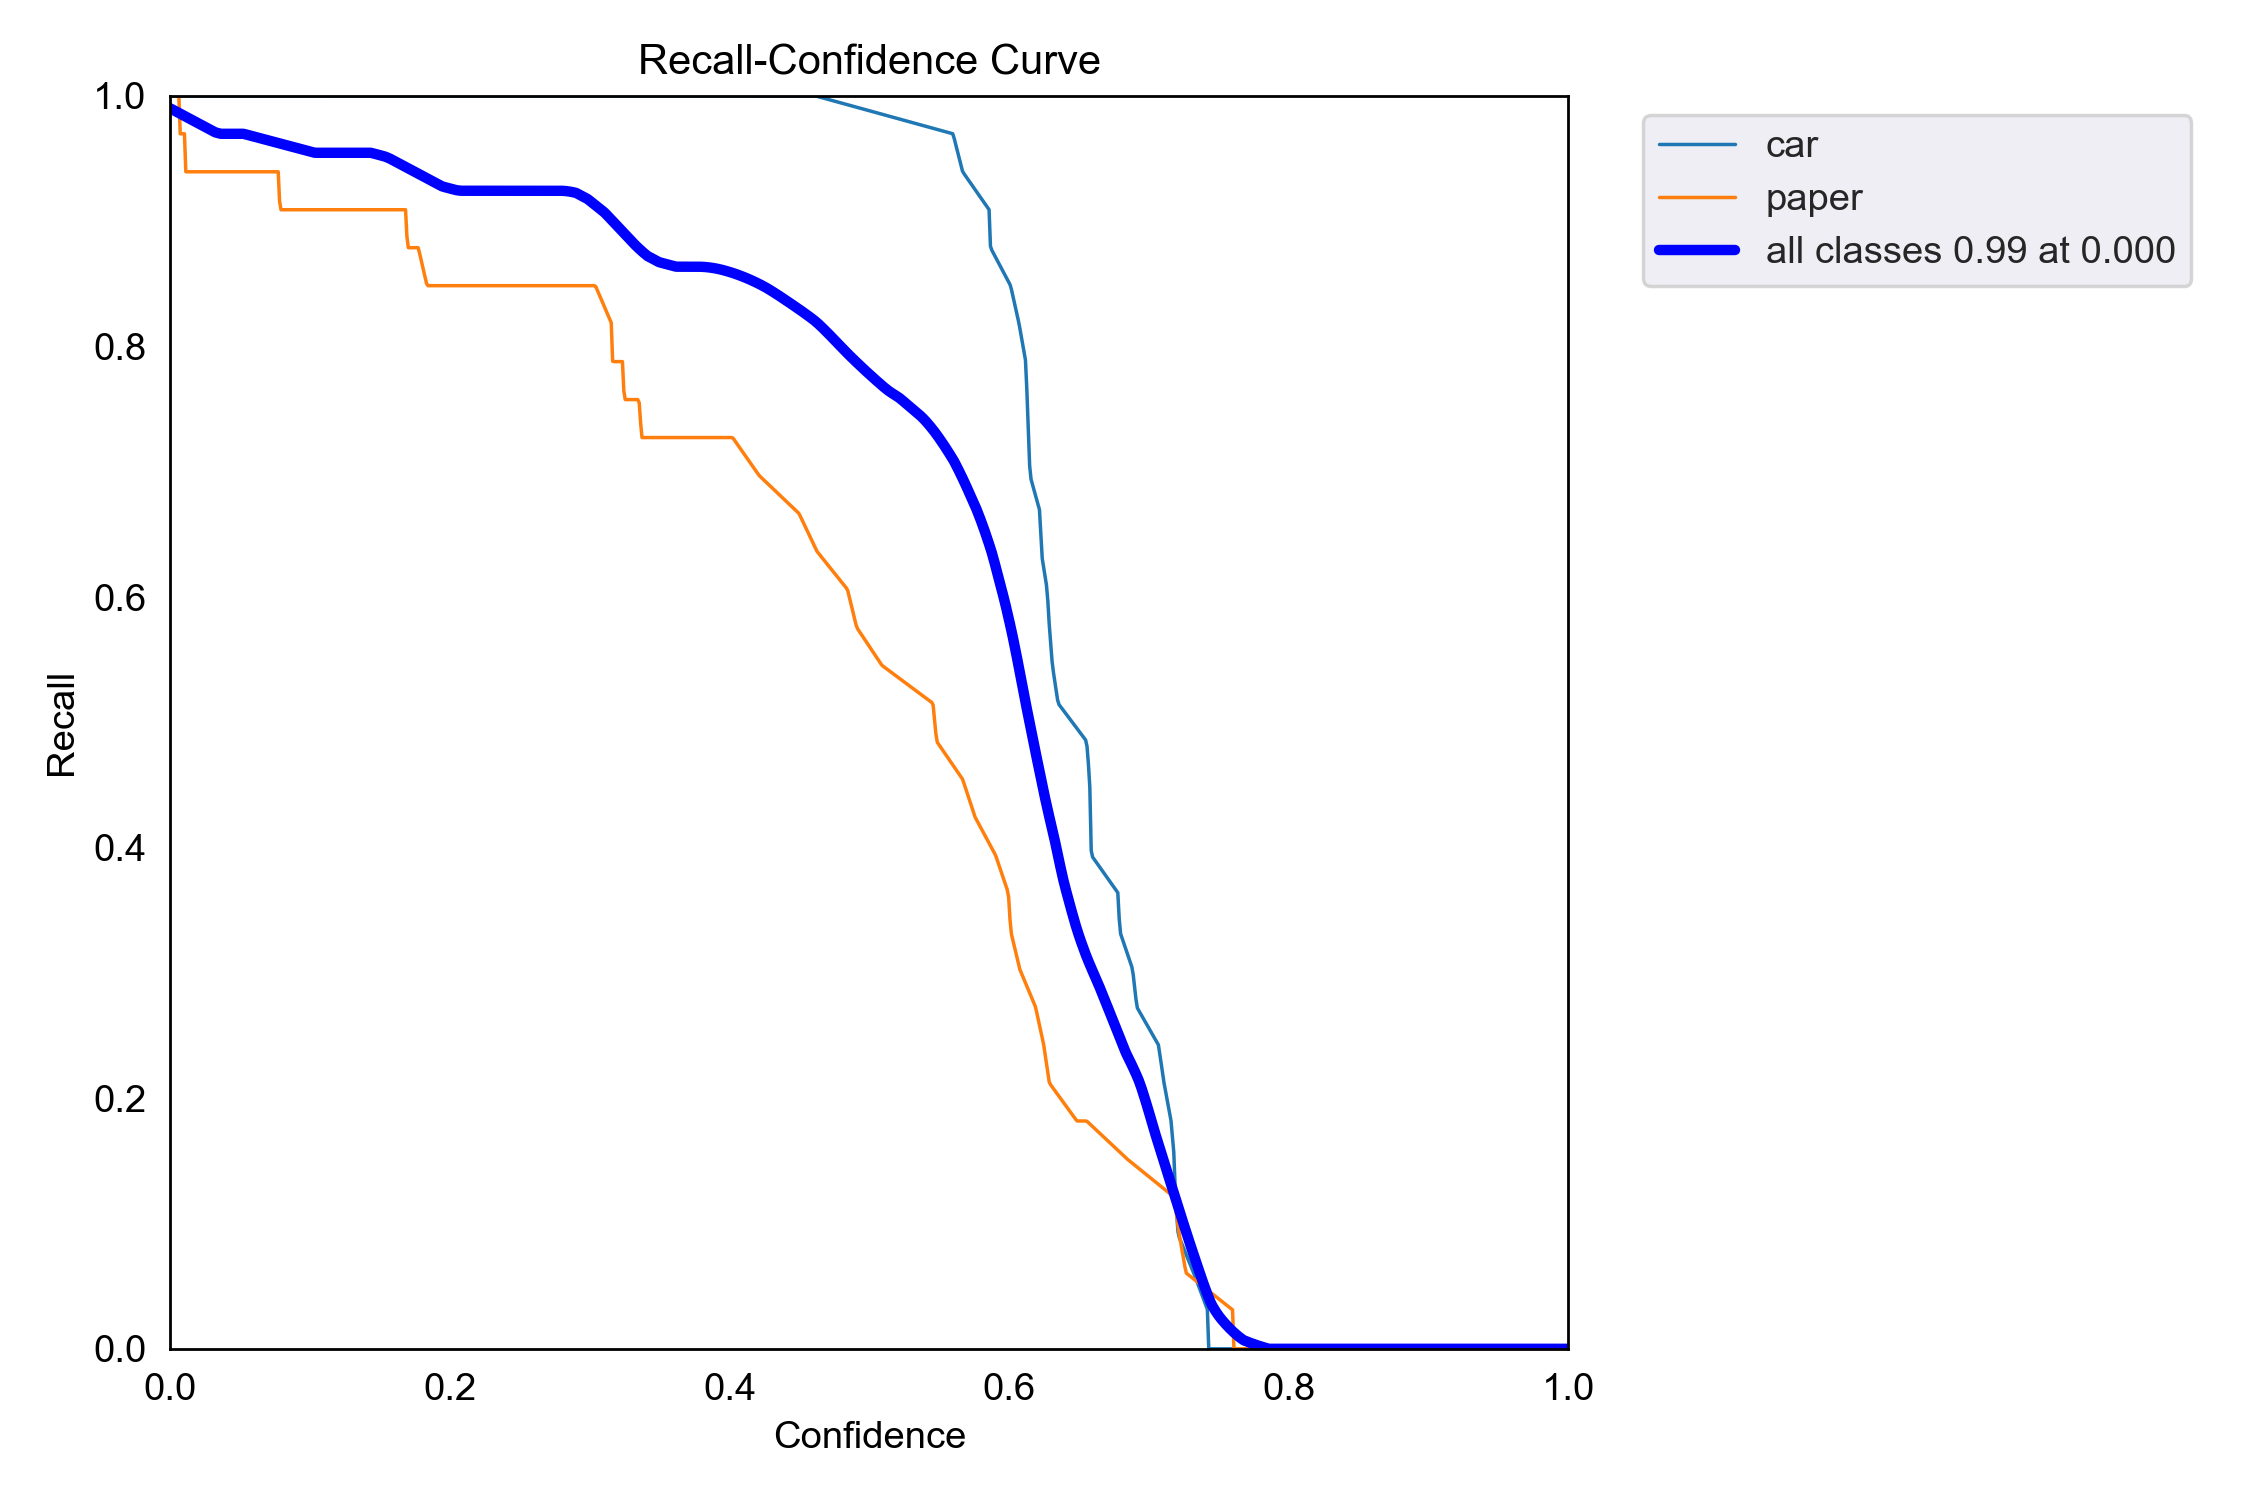 Recall-Confidence Curve
1.0
0.8
0.6
0.4
0.2
0.0
Recall
0.0 0.2 0.4 0.6 0.8 1.0
Confidence
car
paper
all classes 0.99 at 0.000